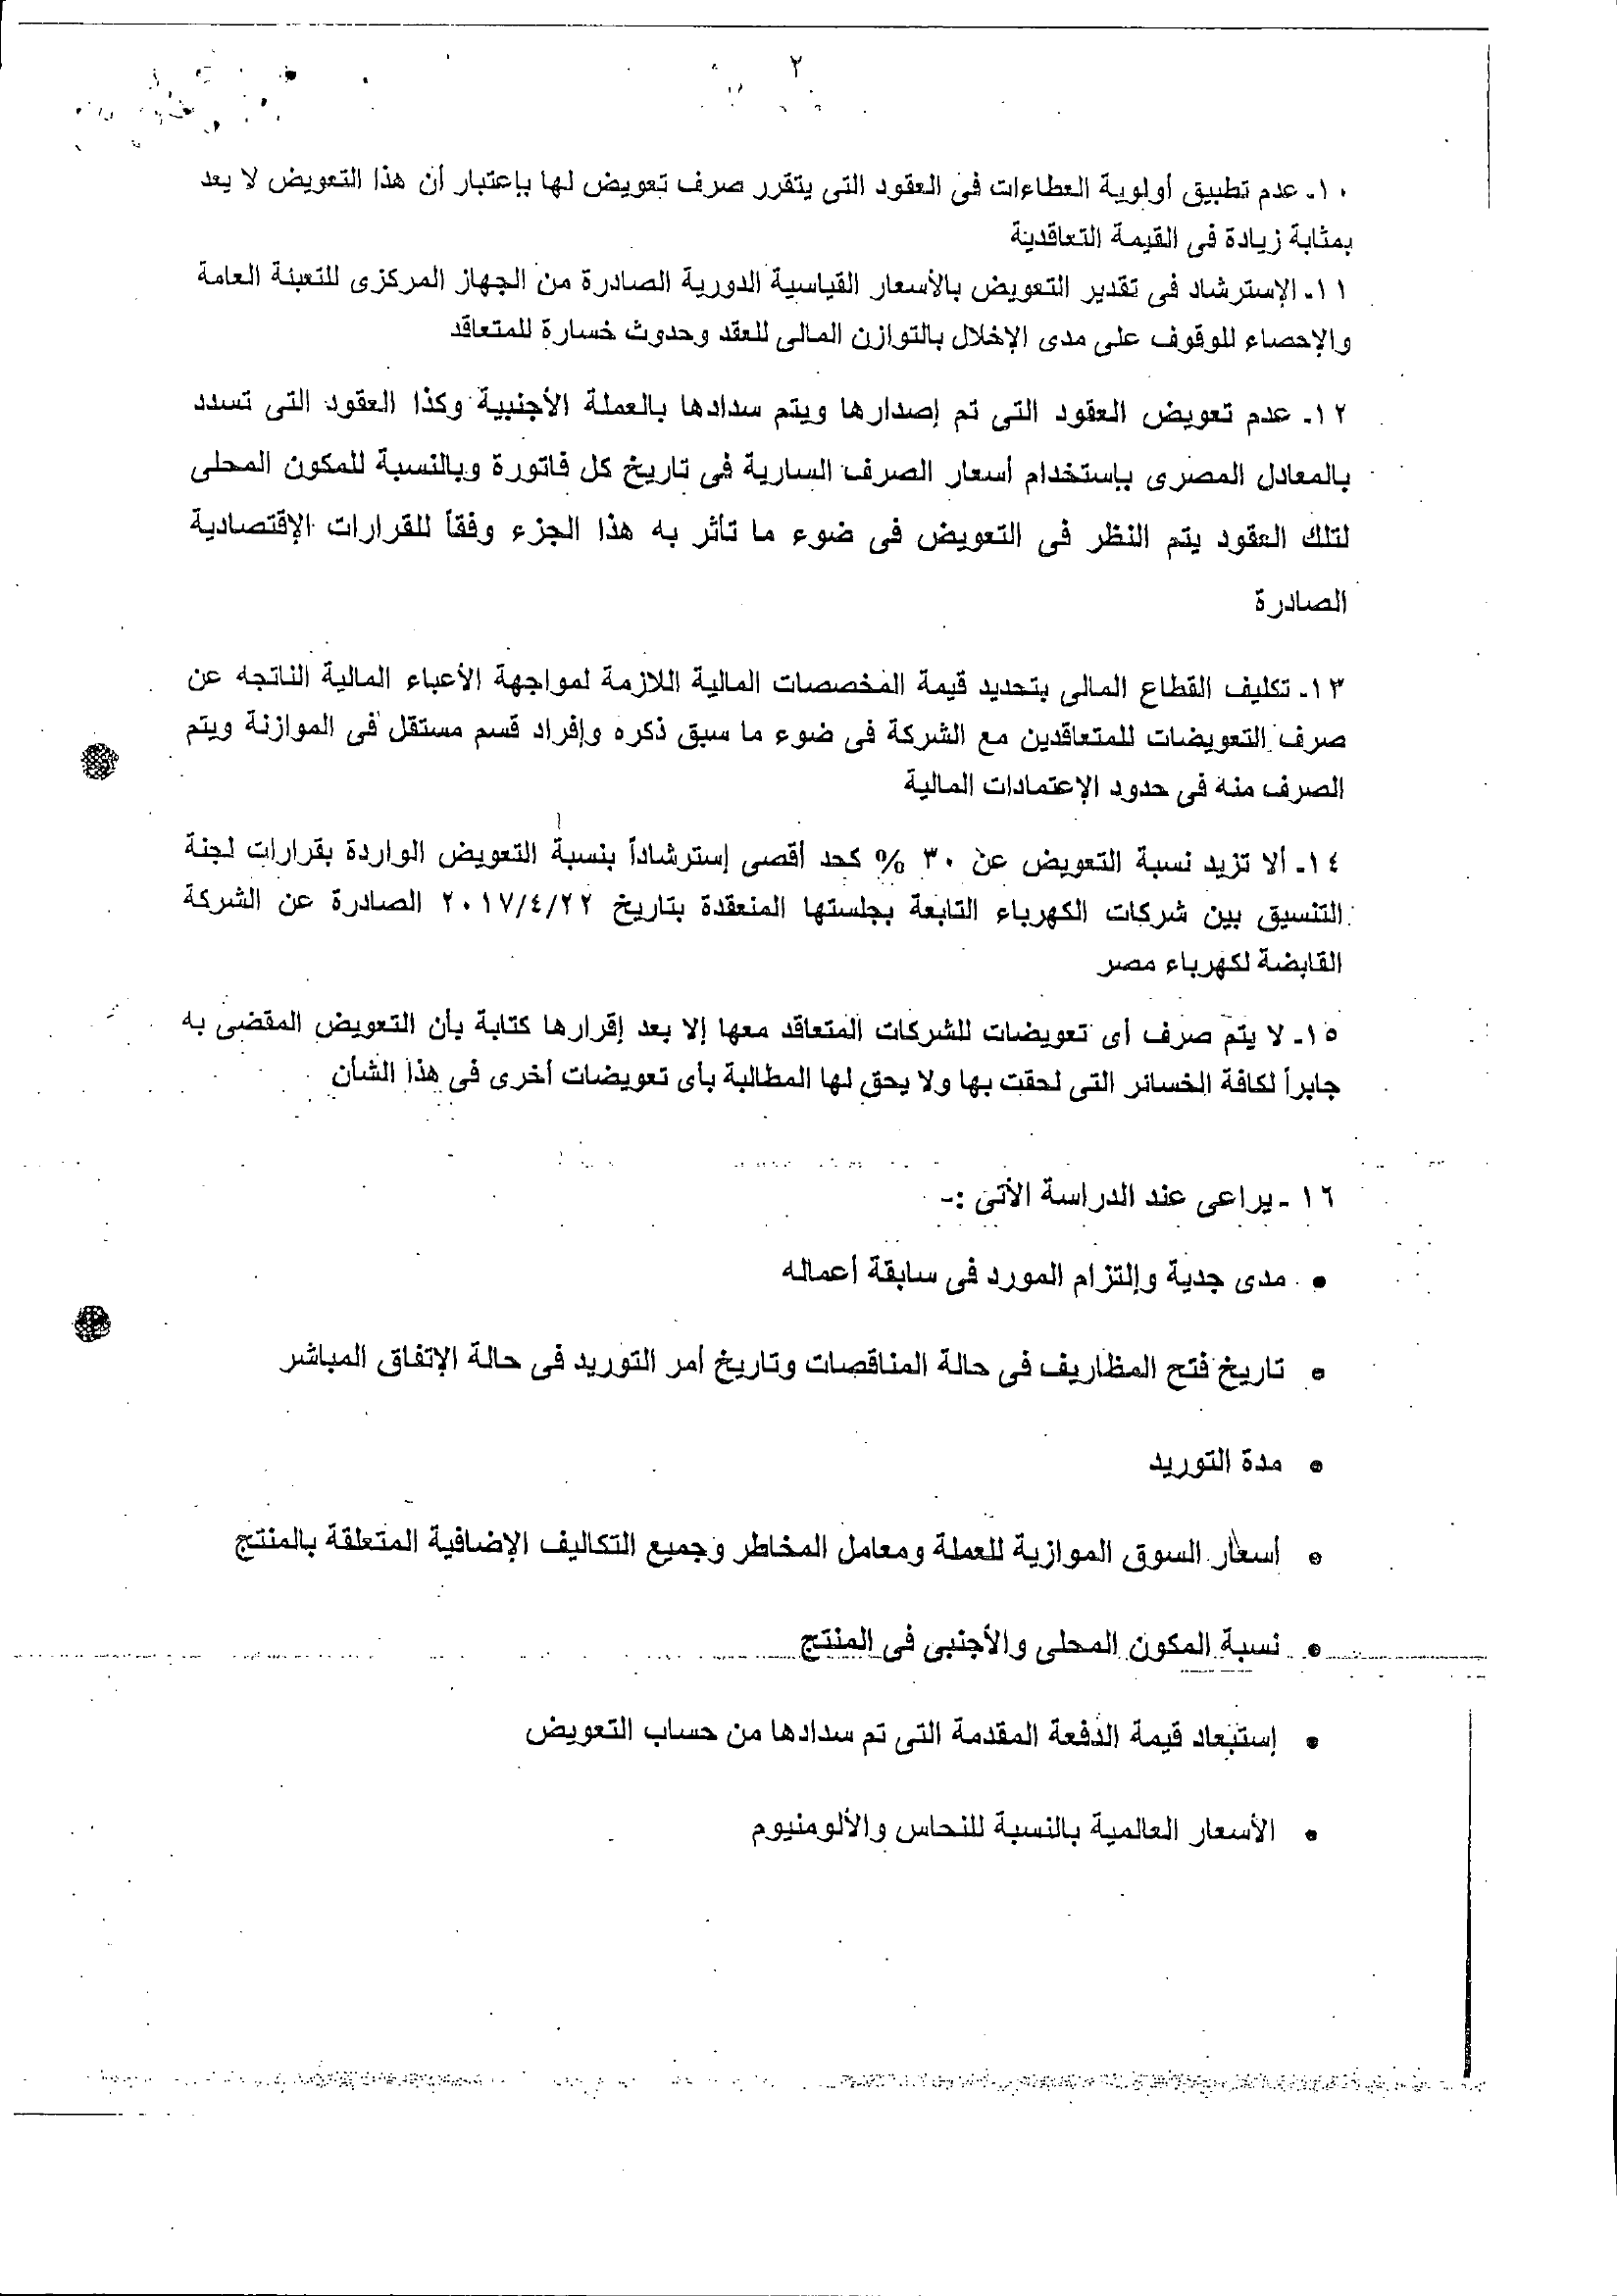 ٢
١٠- عدم تطبيق أولوية العطاءات فى العقود التى يتقرر صرف تعويض لها بإعتبار أن هذا التعويض لا يعد
بمثابة زيادة فى القيمة التعاقدية
١١- الإسترشاد فى تقدير التعويض بالأسعار القياسية الدورية الصادرة من الجهاز المركزى للتعبئة العامة
والإحصاء للوقوف على مدى الإخلال بالتوازن المالى للعقد وحدوث خسارة للمتعاقد
١٢- عدم تعويض العقود التى تم إصدارها ويتم سدادها بالعملة الأجنبية وكذا العقود التى تسدد
بالمعادل المصرى بإستخدام أسعار الصرف السارية فى تاريخ كل فاتورة وبالنسبة للمكون المحلى
لتلك العقود يتم النظر فى التعويض فى ضوء ما تأثر به هذا الجزء وفقاً للقرارات الإقتصادية
الصادرة
١٣- تكليف القطاع المالى بتحديد قيمة المخصصات المالية اللازمة لمواجهة الأعباء المالية الناتجه عن
صرف التعويضات للمتعاقدين مع الشركة فى ضوء ما سبق ذكره وإفراد قسم مستقل فى الموازنة ويتم
الصرف منه فى حدود الإعتمادات المالية
١٤- ألا تزيد نسبة التعويض عن ٣٠ % كحد أقصى إسترشاداً بنسبة التعويض الواردة بقرارات لجنة
التنسيق بين شركات الكهرباء التابعة بجلستها المنعقدة بتاريخ ٢٠١٧/٤/٢٢ الصادرة عن الشركة
القابضة لكهرباء مصر
١٥- لا يتم صرف أى تعويضات للشركات المتعاقد معها إلا بعد إقرارها كتابة بأن التعويض المقضى به
جابراً لكافة الخسائر التى لحقت بها ولا يحق لها المطالبة بأى تعويضات أخرى فى هذا الشأن
١٦ - يراعى عند الدراسة الأتى :-
• مدى جدية وإلتزام المورد فى سابقة أعماله
• تاريخ فتح المظاريف فى حالة المناقصات وتاريخ أمر التوريد فى حالة الإتفاق المباشر
• مدة التوريد
• أسعار السوق الموازية للعملة ومعامل المخاطر وجميع التكاليف الإضافية المتعلقة بالمنتج
• نسبة المكون المحلى والأجنبى فى المنتج
• إستبعاد قيمة الدفعة المقدمة التى تم سدادها من حساب التعويض
• الأسعار العالمية بالنسبة للنحاس والألومنيوم